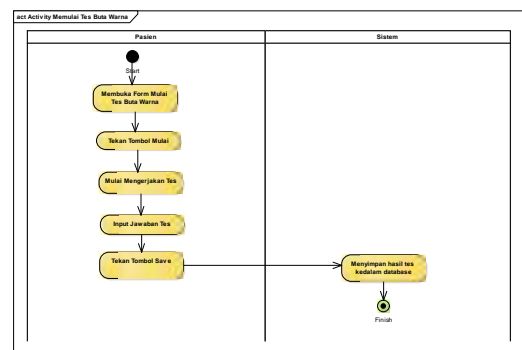 act Activity Memulai Tes Buta Warna
Pasien
Sistem
Start
Membuka Form Mulai
Tes Buta Warna
Tekan Tombol Mulai
Mulai Mengerjakan Tes
Input Jawaban Tes
Tekan Tombol Save
Menyimpan hasil tes
kedalam database
Finish